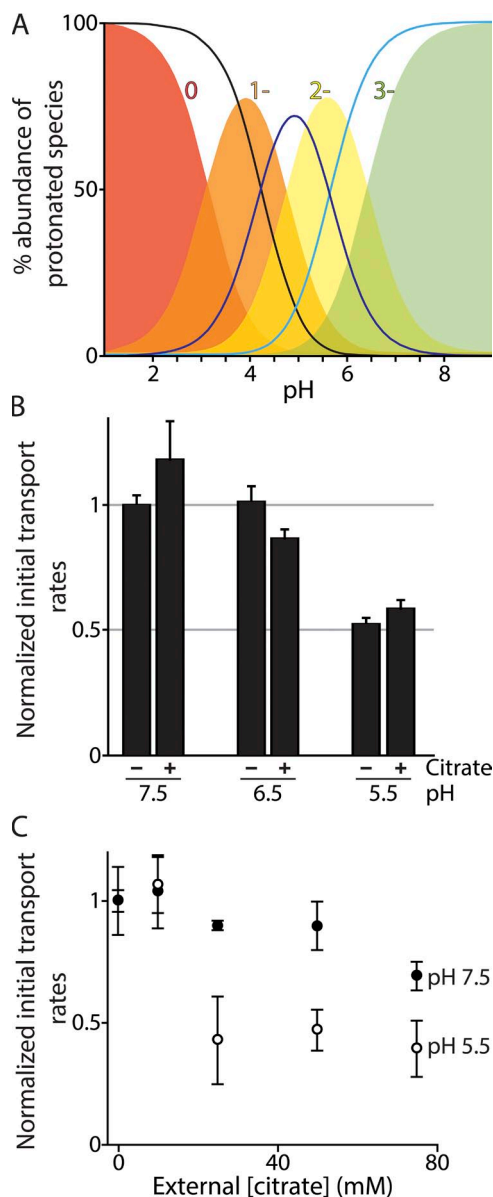 A
% abundance of
protonated species
100
50
0
0
1-
2-
3-
2
4
6
8
pH
B
Normalized initial transport
rates
1
0.5
0
− + − + − + Citrate
7.5 6.5 5.5 pH
C
Normalized initial transport
rates
1
0.5
0
pH 7.5
pH 5.5
0 40 80
External [citrate] (mM)